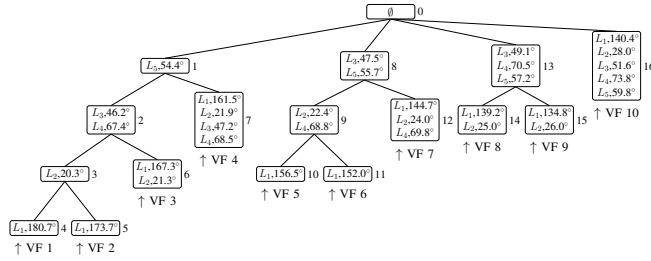 ∅ 0
L₅,54.4° 1
L₃,47.5°
L₅,55.7° 8
L₃,49.1°
L₄,70.5°
L₅,57.2° 13
L₁,140.4°
L₂,28.0°
L₃,51.6°
L₄,73.8°
L₅,59.8° 16
↑ VF 10
L₃,46.2°
L₄,67.4° 2
L₁,161.5°
L₂,21.9°
L₃,47.2°
L₄,68.5° 7
↑ VF 4
L₂,22.4°
L₄,68.8° 9
L₁,144.7°
L₂,24.0°
L₄,69.8° 12
↑ VF 7
L₁,139.2°
L₂,25.0° 14
↑ VF 8
L₁,134.8°
L₂,26.0° 15
↑ VF 9
L₂,20.3° 3
L₁,167.3°
L₂,21.3° 6
↑ VF 3
L₁,156.5° 10
↑ VF 5
L₁,152.0° 11
↑ VF 6
L₁,180.7° 4
↑ VF 1
L₁,173.7° 5
↑ VF 2